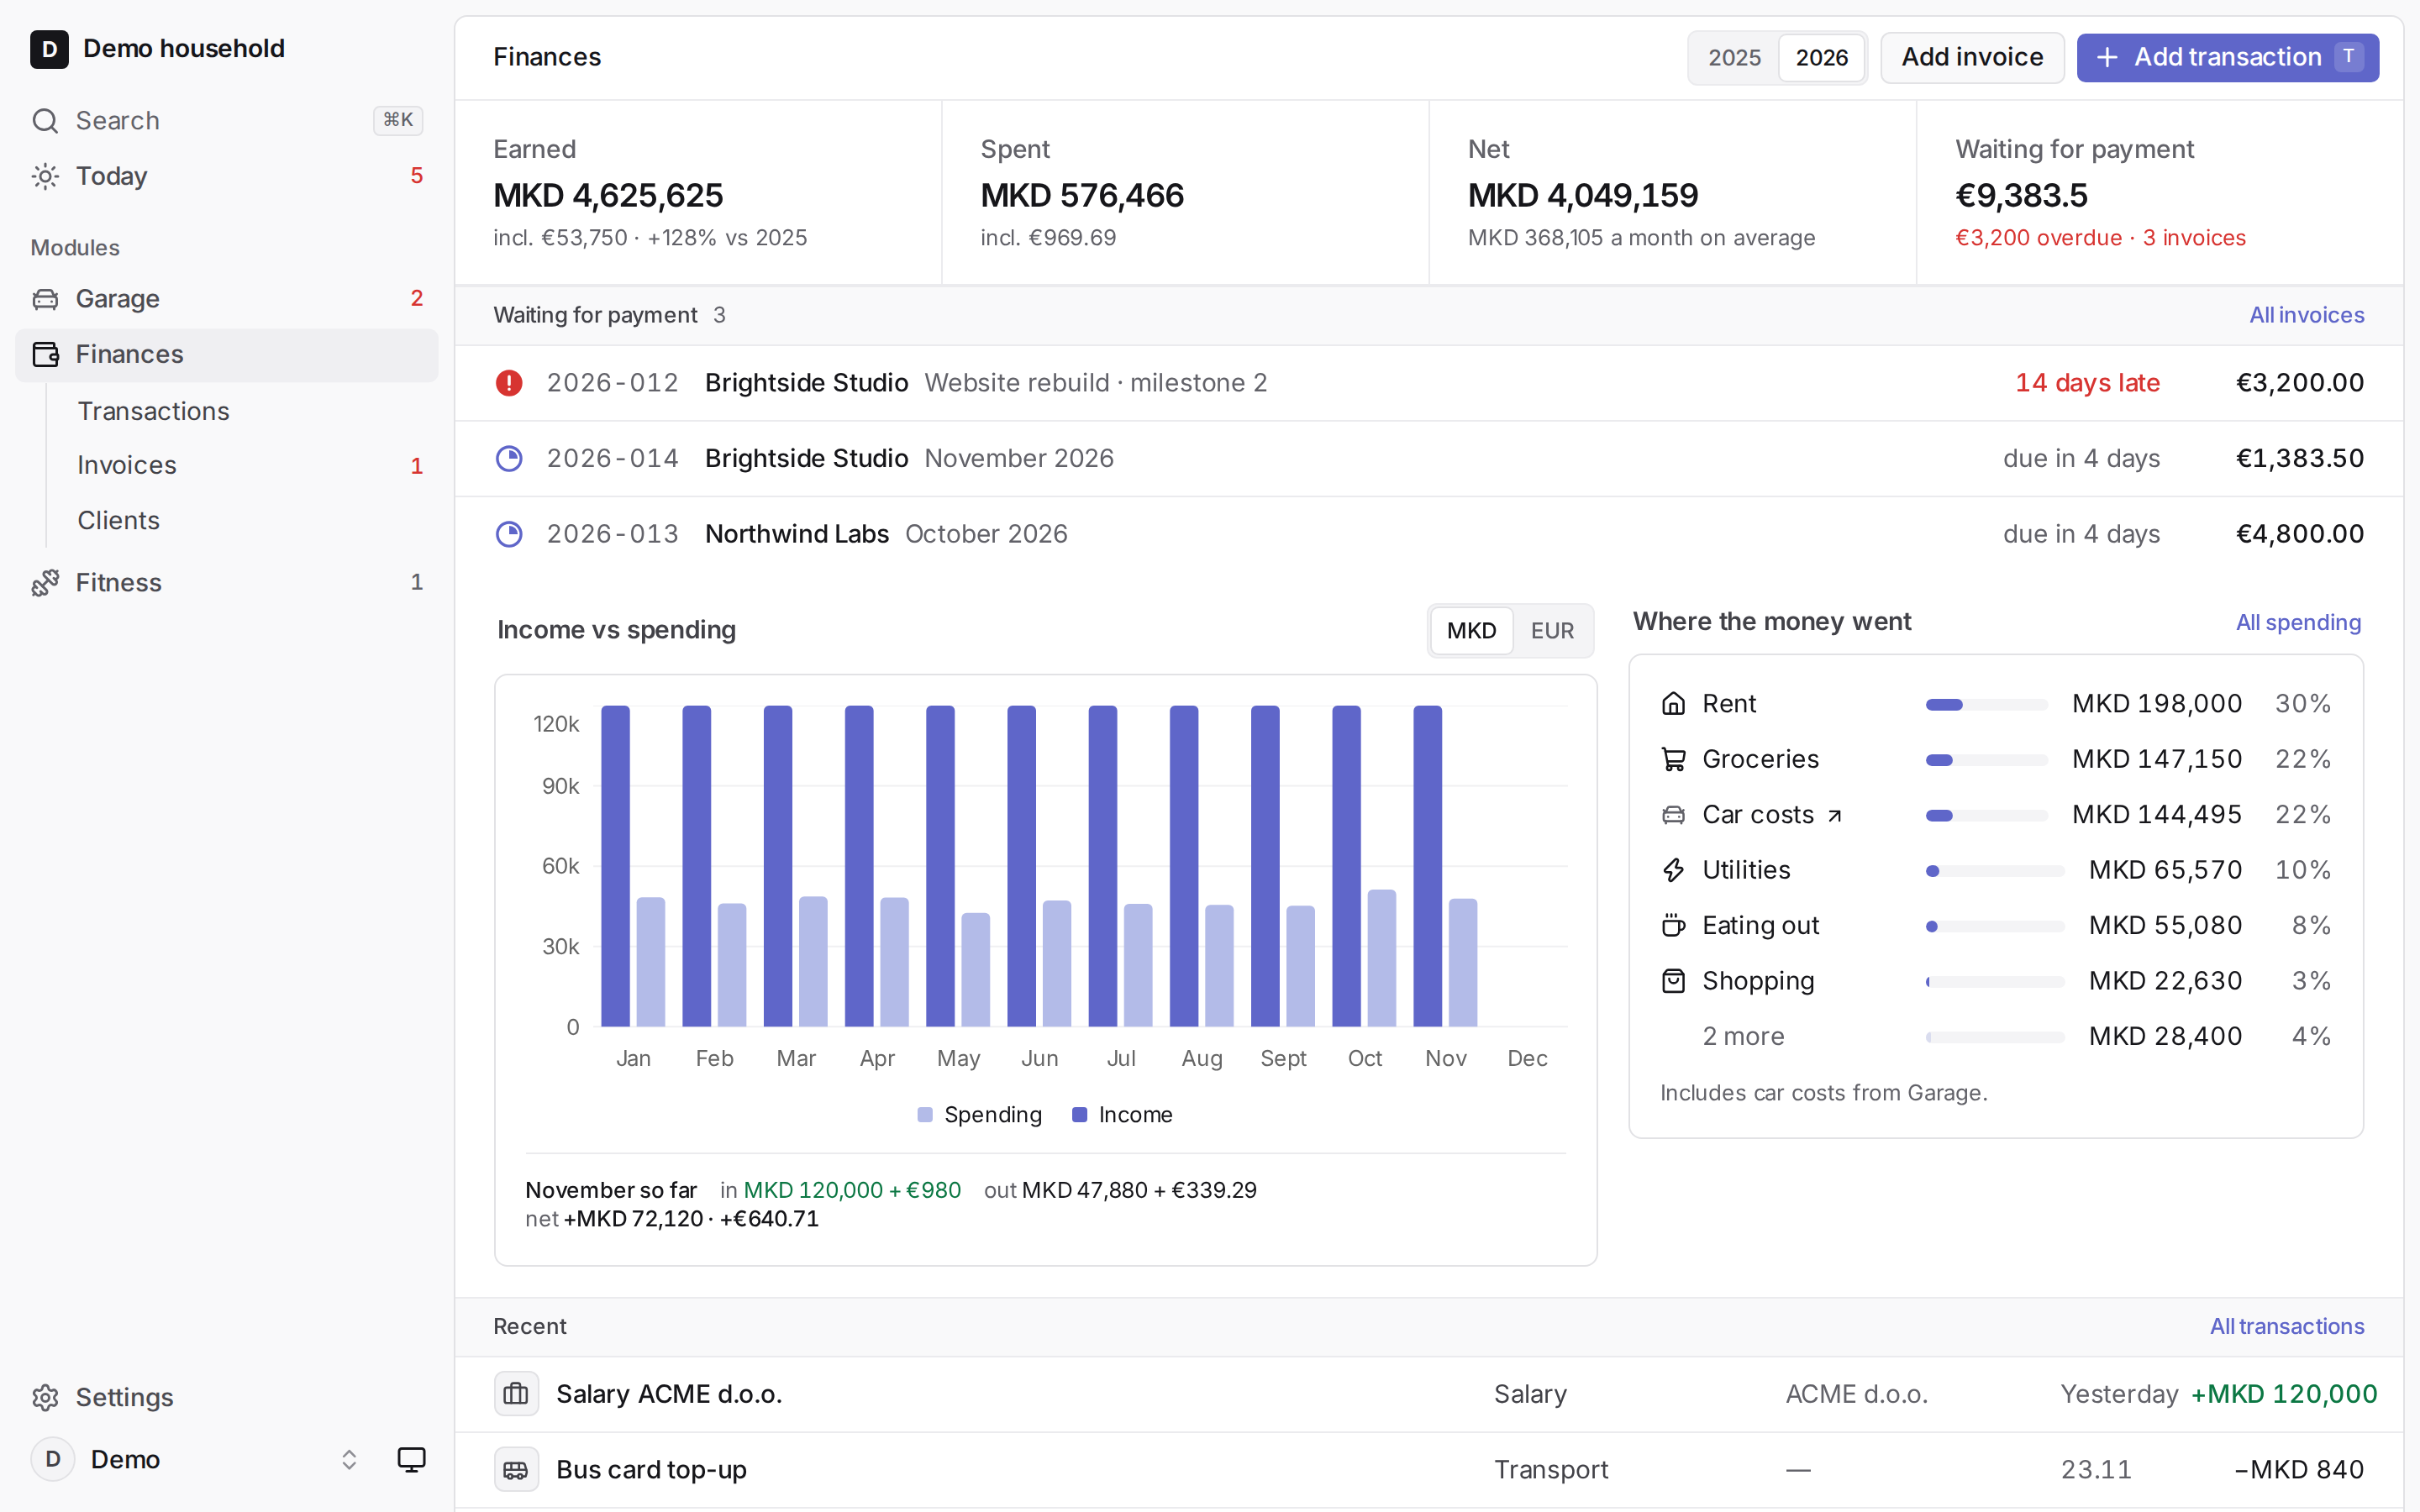 D Demo household
Search ⌘K
Today 5
Modules
Garage 2
Finances
Transactions
Invoices 1
Clients
Fitness 1
Settings
D Demo
Finances
2025 2026 Add invoice + Add transaction T
Earned
MKD 4,625,625
incl. €53,750 · +128% vs 2025
Spent
MKD 576,466
incl. €969.69
Net
MKD 4,049,159
MKD 368,105 a month on average
Waiting for payment
€9,383.5
€3,200 overdue · 3 invoices
Waiting for payment 3 All invoices
2026-012 Brightside Studio Website rebuild · milestone 2 14 days late €3,200.00
2026-014 Brightside Studio November 2026 due in 4 days €1,383.50
2026-013 Northwind Labs October 2026 due in 4 days €4,800.00
Income vs spending MKD EUR
120k
90k
60k
30k
0
Jan Feb Mar Apr May Jun Jul Aug Sept Oct Nov Dec
Spending Income
November so far in MKD 120,000 + €980 out MKD 47,880 + €339.29
net +MKD 72,120 · +€640.71
Where the money went All spending
Rent MKD 198,000 30%
Groceries MKD 147,150 22%
Car costs MKD 144,495 22%
Utilities MKD 65,570 10%
Eating out MKD 55,080 8%
Shopping MKD 22,630 3%
2 more MKD 28,400 4%
Includes car costs from Garage.
Recent All transactions
Salary ACME d.o.o. Salary ACME d.o.o. Yesterday +MKD 120,000
Bus card top-up Transport — 23.11 −MKD 840